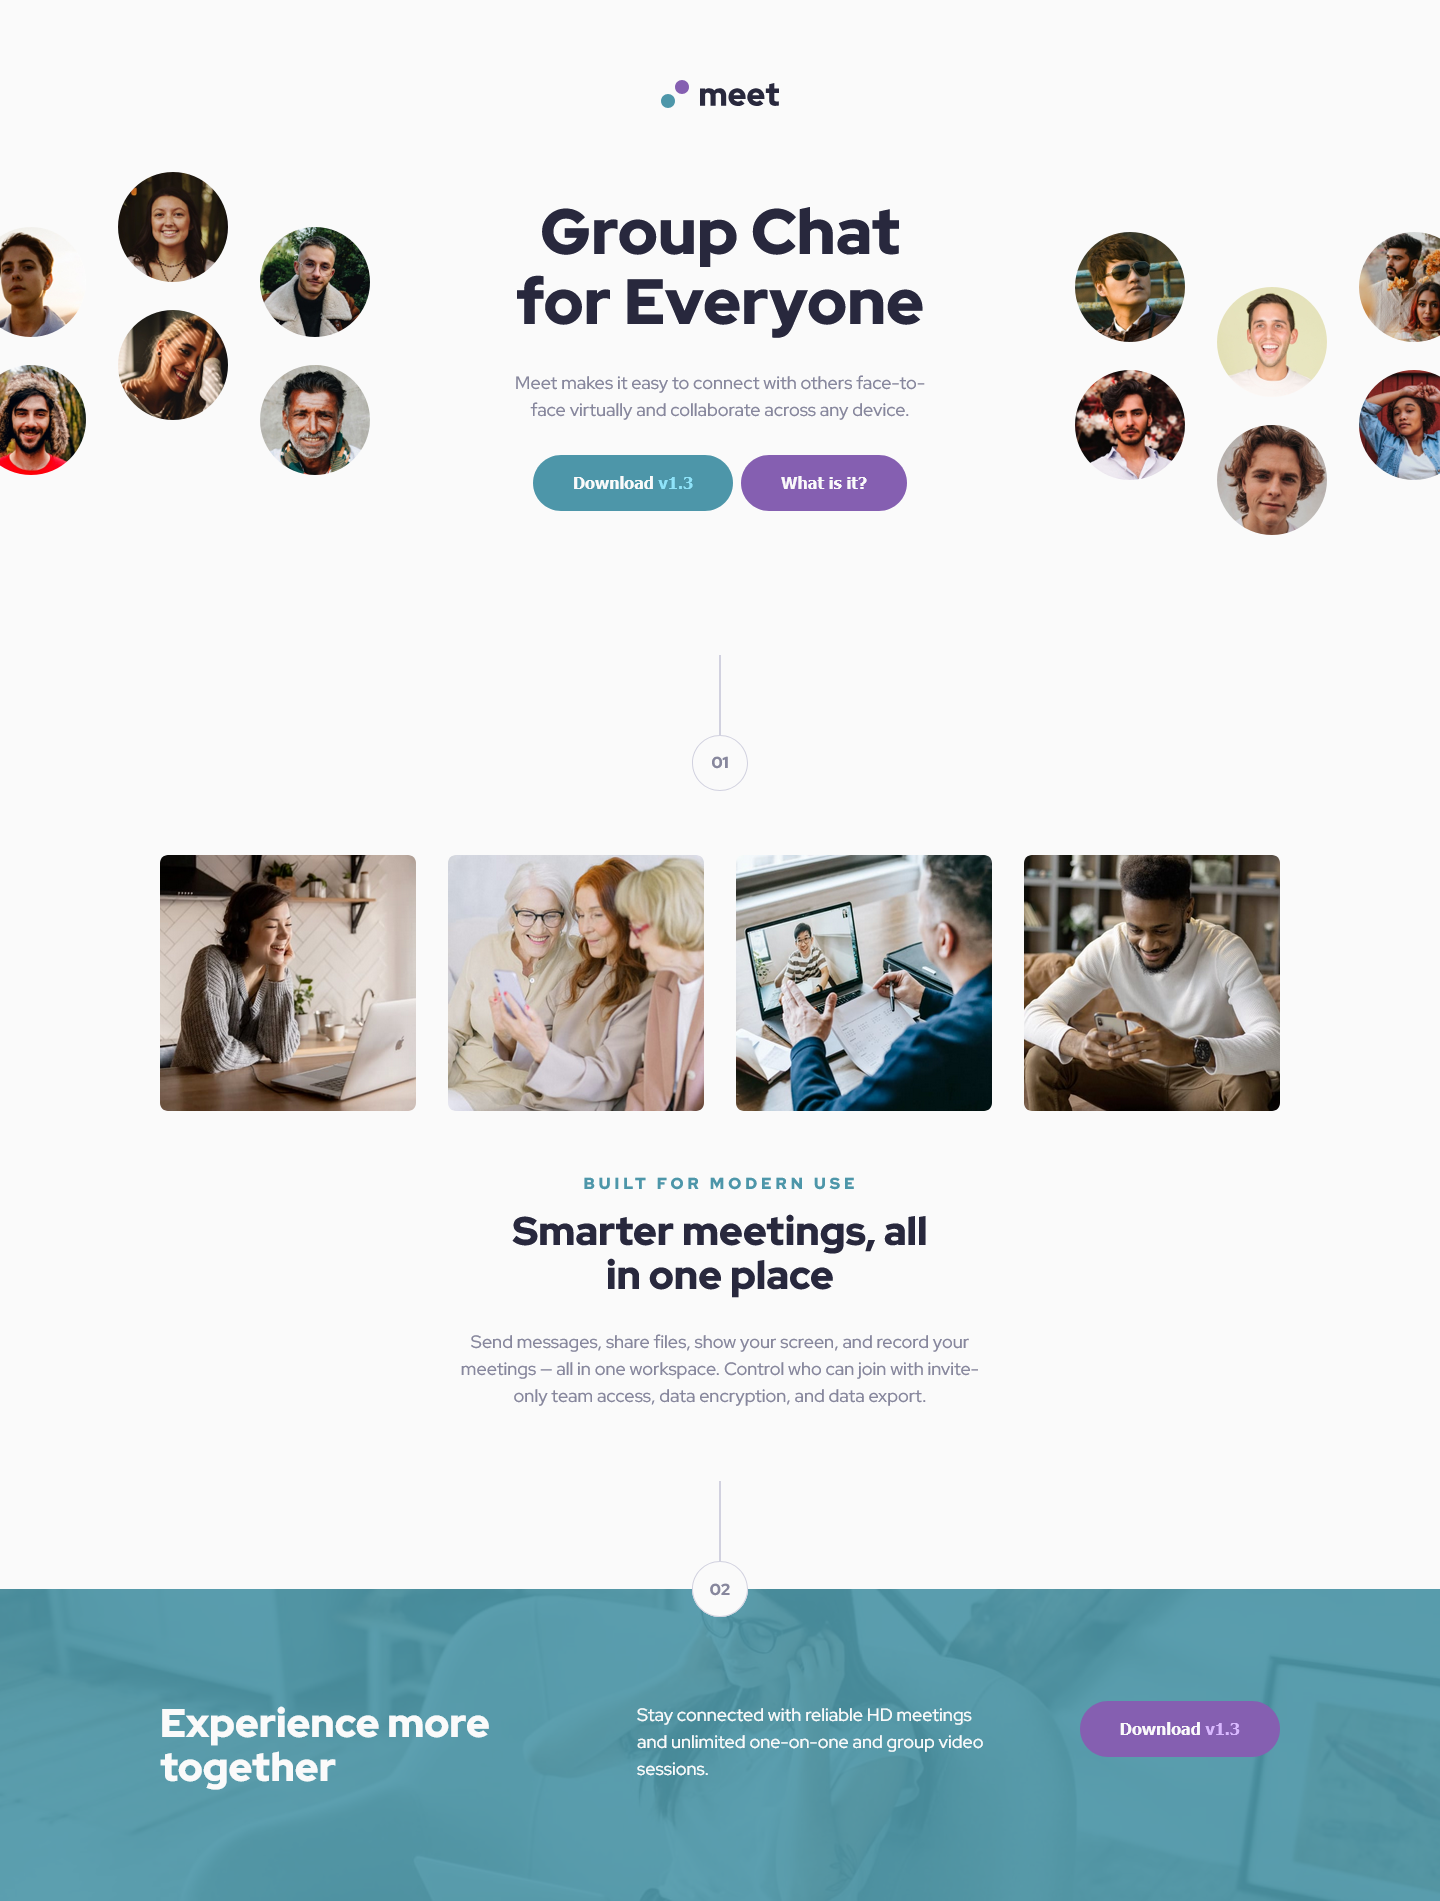 meet
Group Chat
for Everyone
Meet makes it easy to connect with others face-to-
face virtually and collaborate across any device.
Download v1.3
What is it?
01
BUILT FOR MODERN USE
Smarter meetings, all
in one place
Send messages, share files, show your screen, and record your
meetings — all in one workspace. Control who can join with invite-
only team access, data encryption, and data export.
02
Experience more
together
Stay connected with reliable HD meetings
and unlimited one-on-one and group video
sessions.
Download v1.3